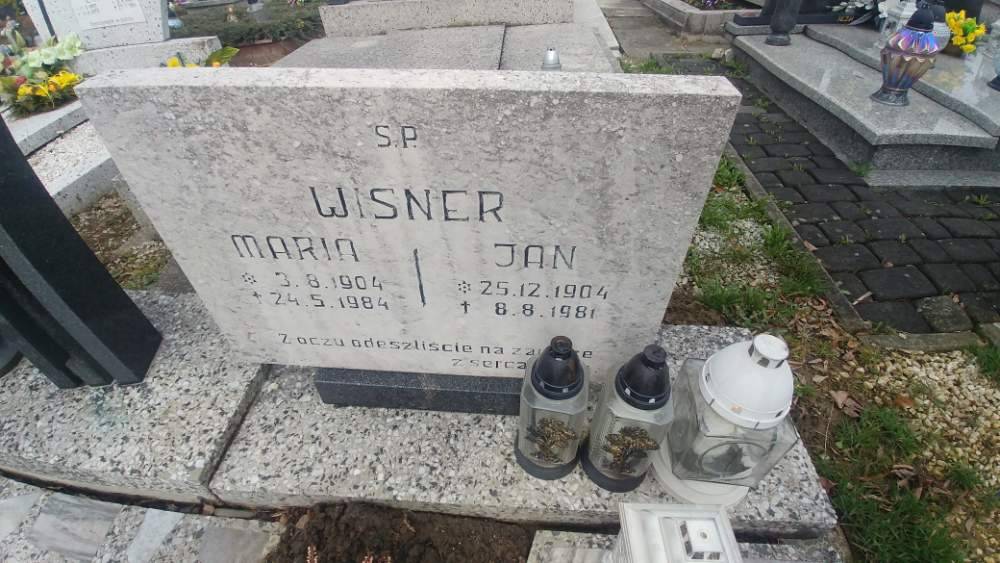 S.P.
WISNER
MARIA
* 3.8.1904
† 24.5.1984
JAN
* 25.12.1904
† 8.8.1981
Z oczu odeszliście na zawsze
z serca